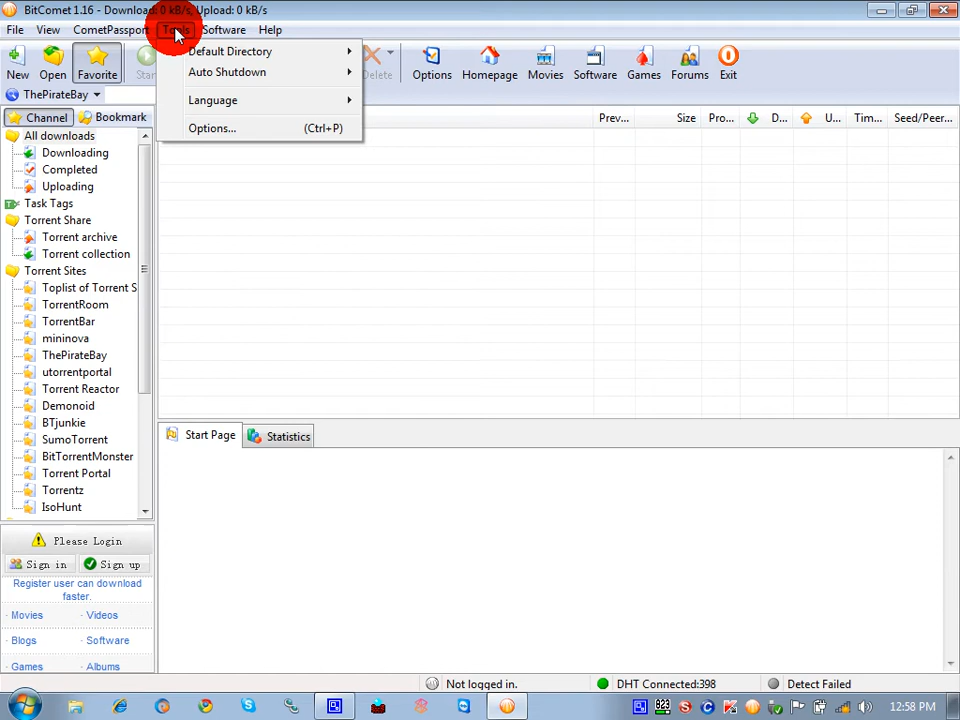 BitComet 1.16 - Download: 0 kB/s, Upload: 0 kB/s
File View CometPassport Tools Software Help
Default Directory
Auto Shutdown
Language
Options... (Ctrl+P)
New Open Favorite Delete Options Homepage Movies Software Games Forums Exit
ThePirateBay
Channel Bookmark
Prev... Size Pro... D... U... Tim... Seed/Peer...
All downloads
Downloading
Completed
Uploading
Task Tags
Torrent Share
Torrent archive
Torrent collection
Torrent Sites
Toplist of Torrent S
TorrentRoom
TorrentBar
mininova
ThePirateBay
utorrentportal
Torrent Reactor
Demonoid
BTjunkie
SumoTorrent
BitTorrentMonster
Torrent Portal
Torrentz
IsoHunt
Start Page Statistics
Please Login
Sign in Sign up
Register user can download
faster.
· Movies · Videos
· Blogs · Software
· Games · Albums
Not logged in. DHT Connected:398 Detect Failed
12:58 PM